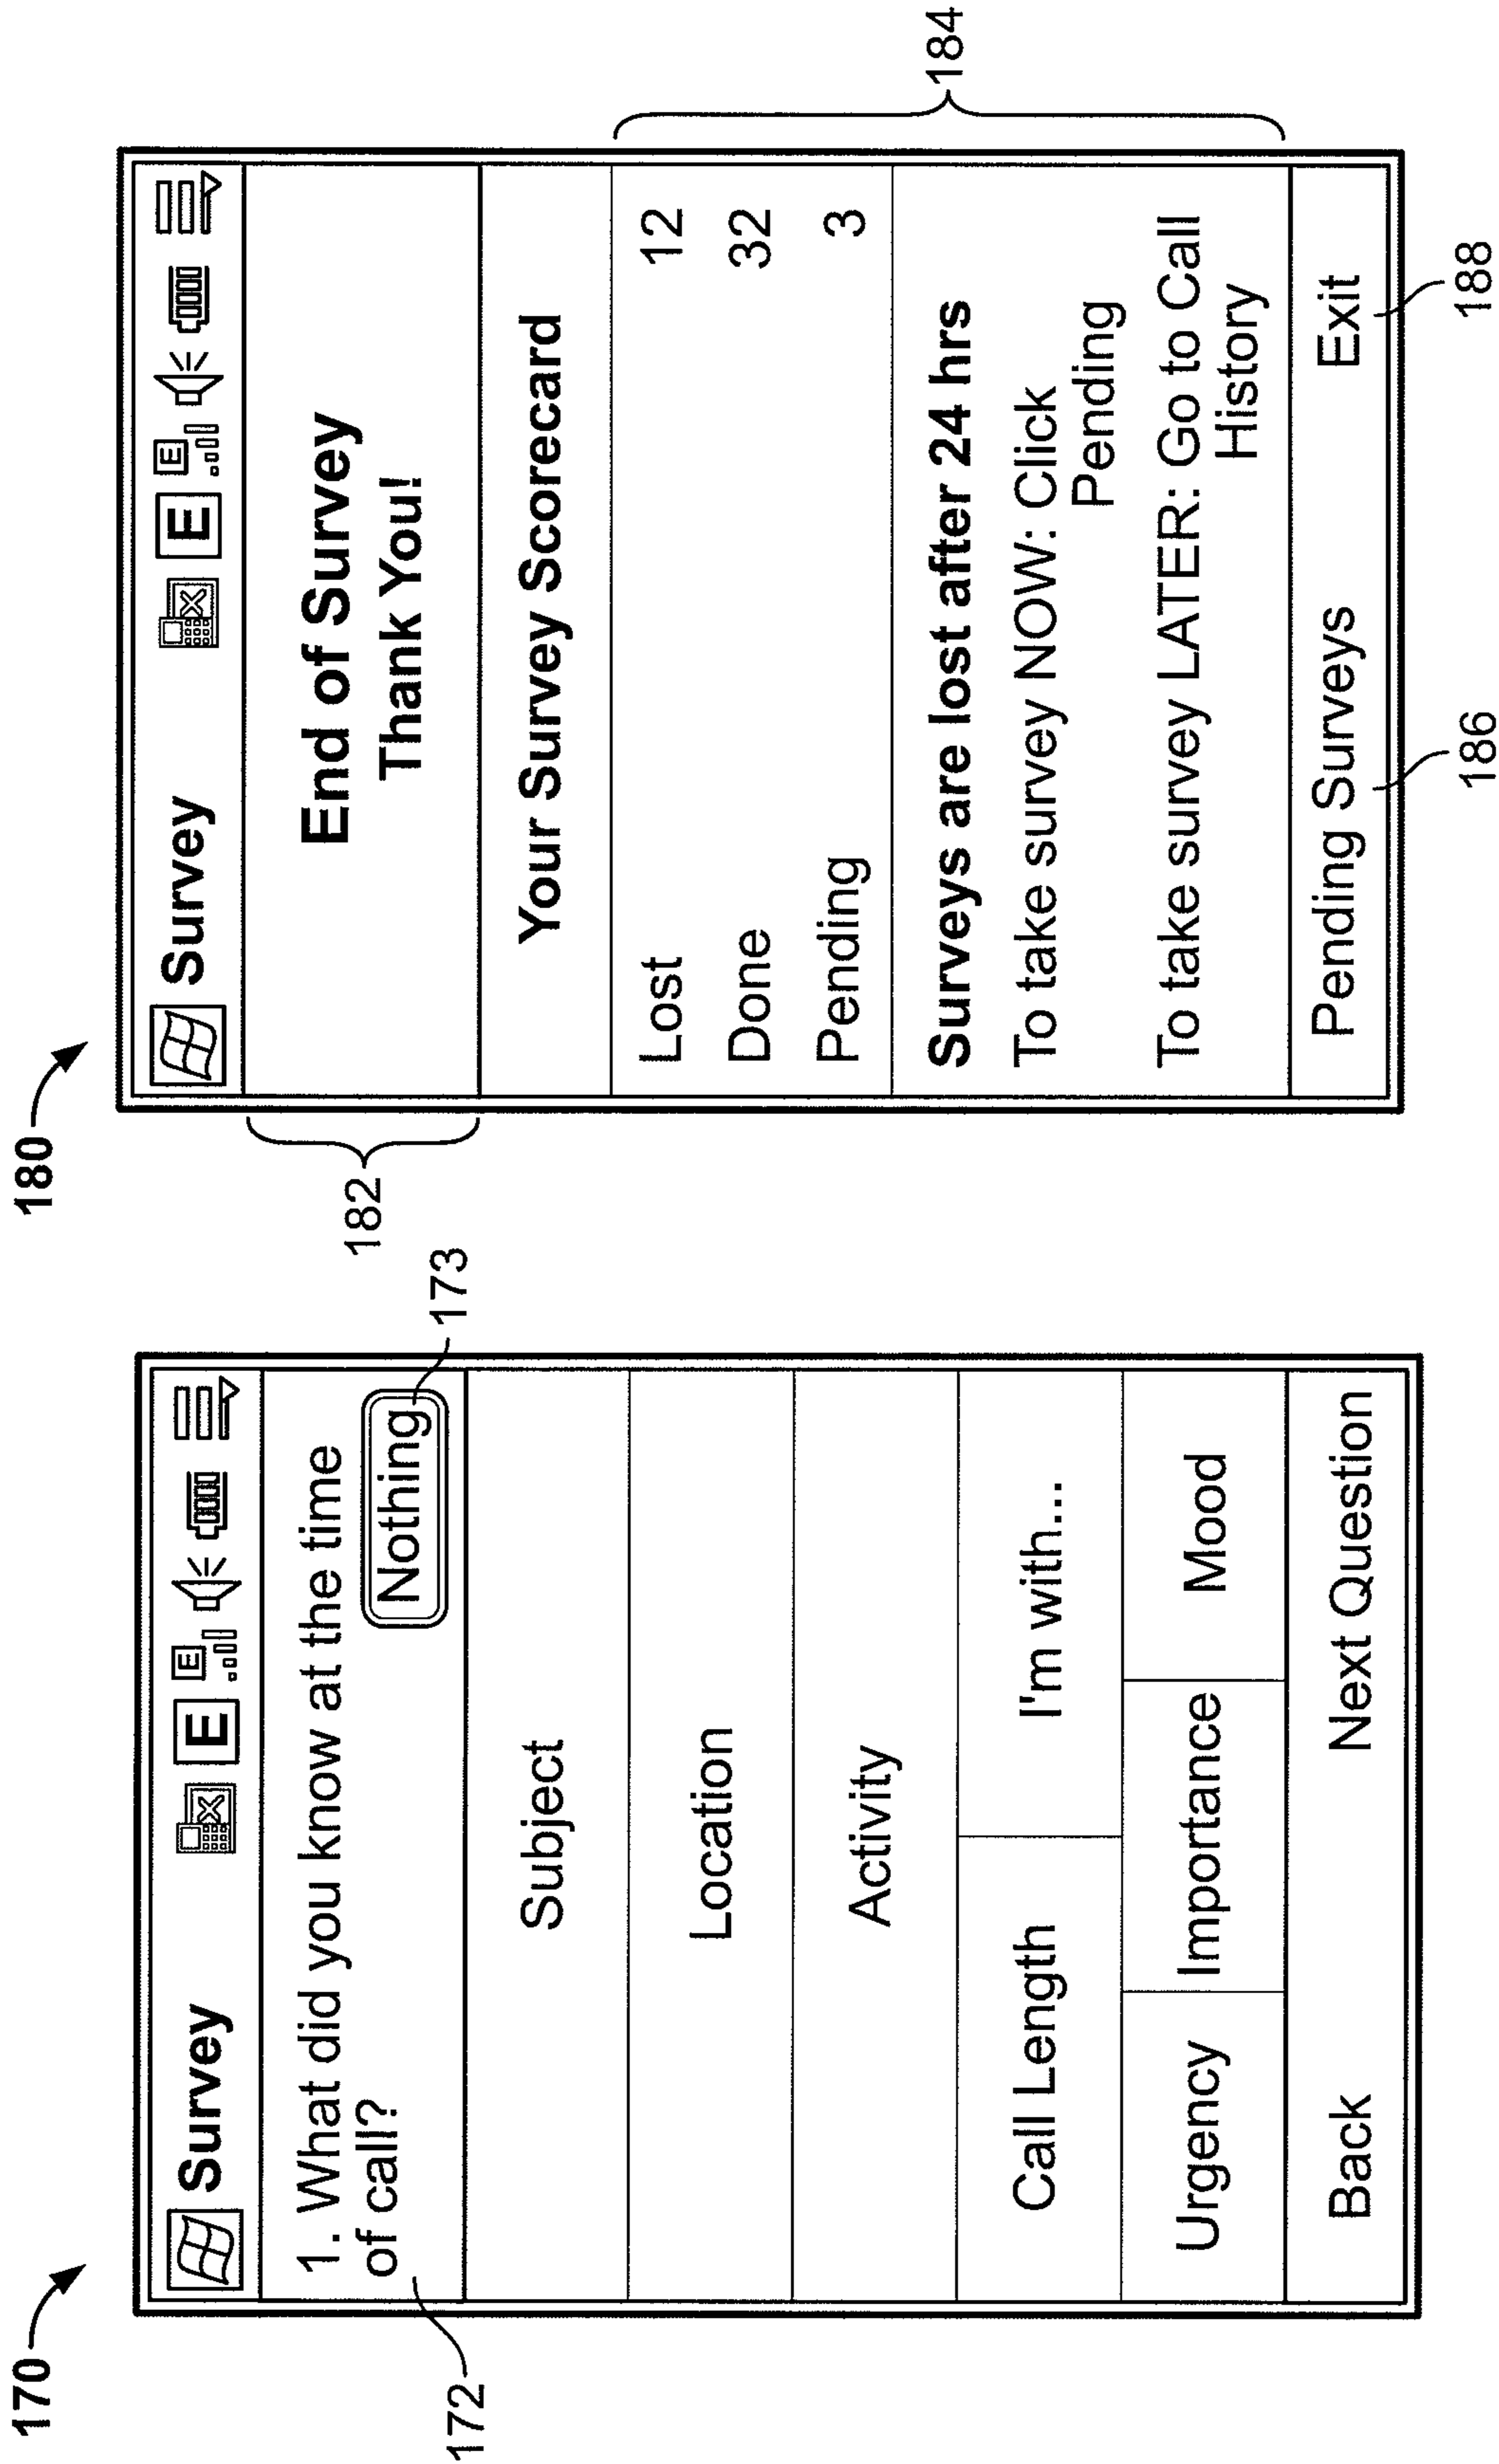 170
Survey
E
E
1. What did you know at the time
of call?
Nothing
172
173
Subject
Location
Activity
Call Length
I'm with...
Urgency
Importance
Mood
Back
Next Question
180
Survey
E
E
End of Survey
Thank You!
182
Your Survey Scorecard
Lost 12
Done 32
Pending 3
Surveys are lost after 24 hrs
To take survey NOW: Click
Pending
To take survey LATER: Go to Call
History
184
Pending Surveys
Exit
186
188